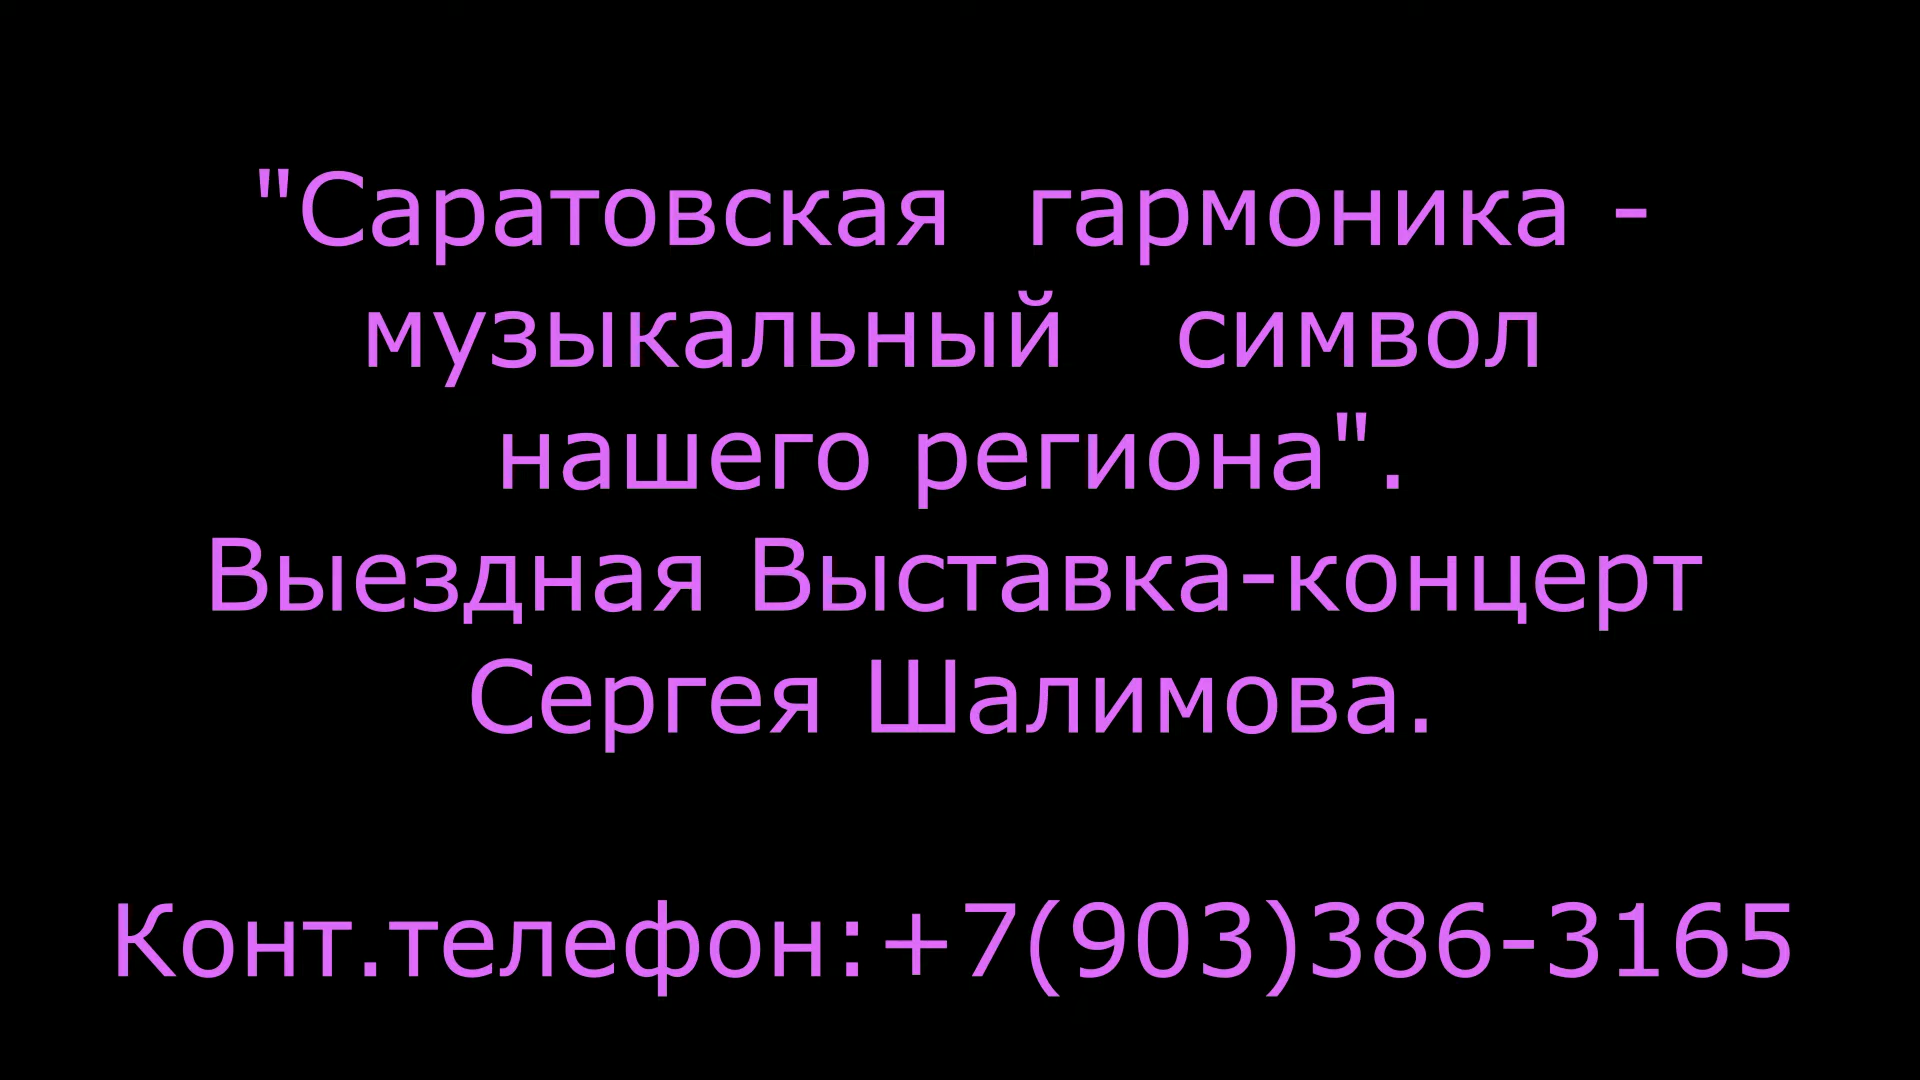 "Саратовская гармоника -
музыкальный символ
нашего региона".
Выездная Выставка-концерт
Сергея Шалимова.
Конт.телефон:+7(903)386-3165